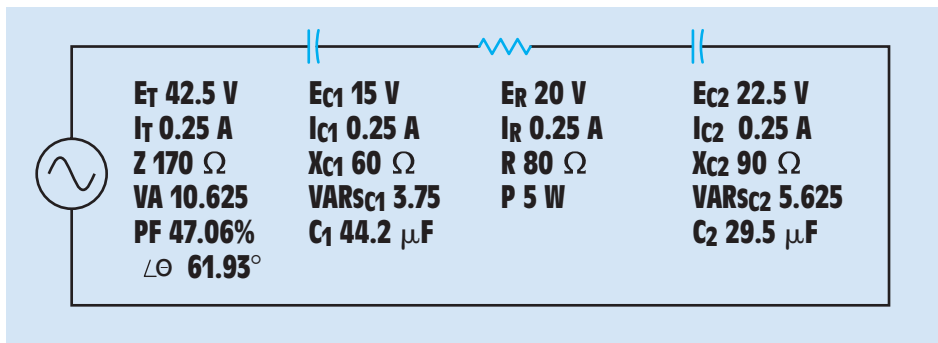 ET 42.5 V
IT 0.25 A
Z 170 Ω
VA 10.625
PF 47.06%
∠Θ 61.93°
EC1 15 V
IC1 0.25 A
XC1 60 Ω
VARSC1 3.75
C1 44.2 μF
ER 20 V
IR 0.25 A
R 80 Ω
P 5 W
EC2 22.5 V
IC2 0.25 A
XC2 90 Ω
VARSC2 5.625
C2 29.5 μF